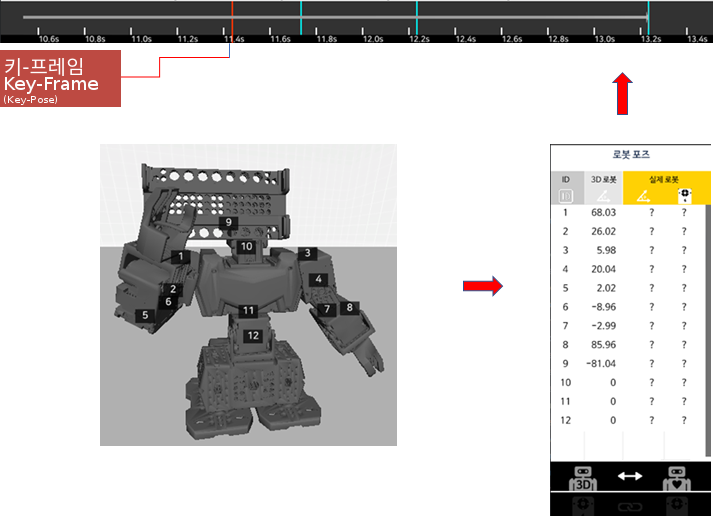 10.6s 10.8s 11.0s 11.2s 11.4s 11.6s 11.8s 12.0s 12.2s 12.4s 12.6s 12.8s 13.0s 13.2s 13.4s
키-프레임
Key-Frame
(Key-Pose)
9
10
1
3
2
4
6
5
7
8
11
12
로봇 포즈
ID 3D 로봇 실제 로봇
1 68.03 ? ?
2 26.02 ? ?
3 5.98 ? ?
4 20.04 ? ?
5 2.02 ? ?
6 -8.96 ? ?
7 -2.99 ? ?
8 85.96 ? ?
9 -81.04 ? ?
10 0 ? ?
11 0 ? ?
12 0 ? ?
3D